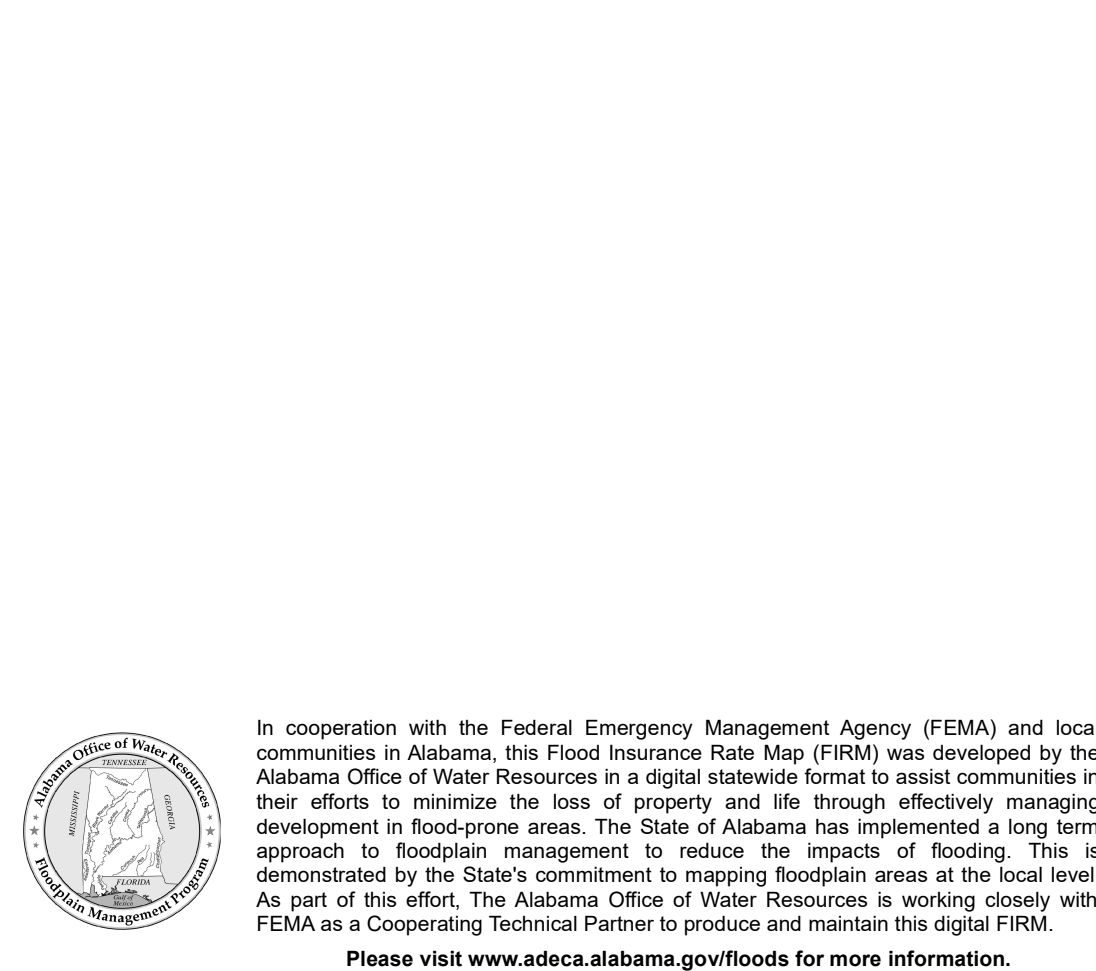 Alabama Office of Water Resources
TENNESSEE
MISSISSIPPI
GEORGIA
FLORIDA
Gulf of
Mexico
Floodplain Management Program
In cooperation with the Federal Emergency Management Agency (FEMA) and loca
communities in Alabama, this Flood Insurance Rate Map (FIRM) was developed by the
Alabama Office of Water Resources in a digital statewide format to assist communities in
their efforts to minimize the loss of property and life through effectively managing
development in flood-prone areas. The State of Alabama has implemented a long term
approach to floodplain management to reduce the impacts of flooding. This is
demonstrated by the State's commitment to mapping floodplain areas at the local level
As part of this effort, The Alabama Office of Water Resources is working closely with
FEMA as a Cooperating Technical Partner to produce and maintain this digital FIRM.
Please visit www.adeca.alabama.gov/floods for more information.